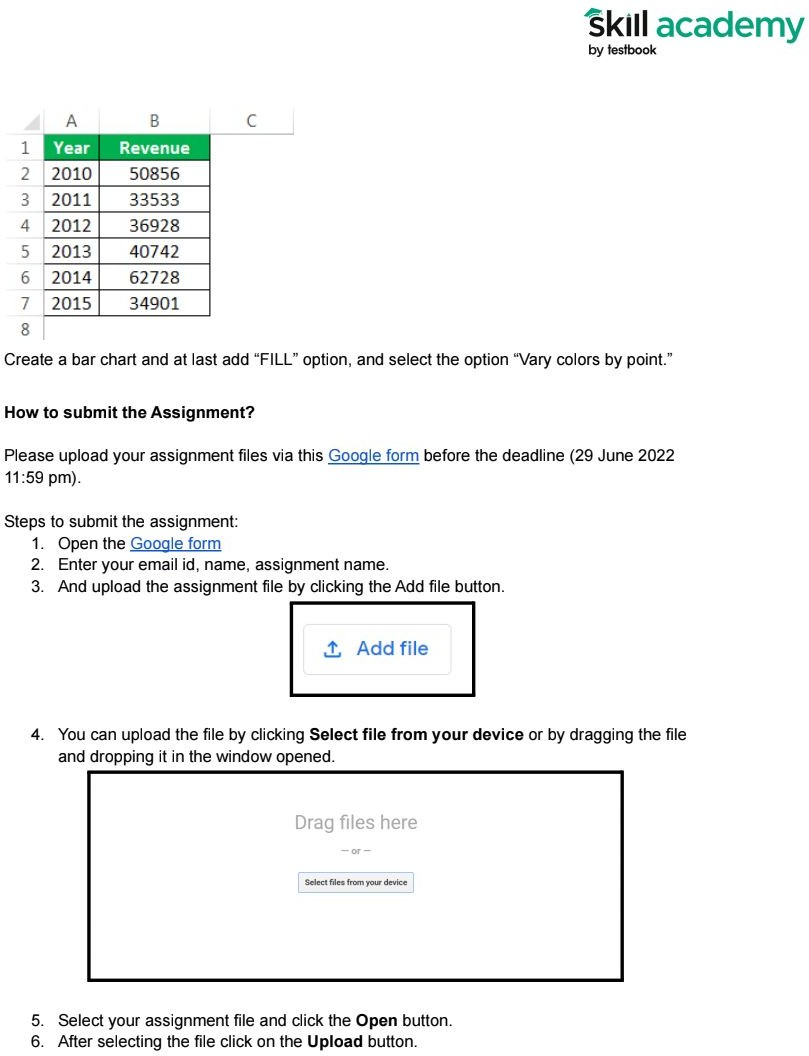 skill academy
by testbook
A B C
1 Year Revenue
2 2010 50856
3 2011 33533
4 2012 36928
5 2013 40742
6 2014 62728
7 2015 34901
8
Create a bar chart and at last add “FILL” option, and select the option “Vary colors by point.”
How to submit the Assignment?
Please upload your assignment files via this Google form before the deadline (29 June 2022
11:59 pm).
Steps to submit the assignment:
1. Open the Google form
2. Enter your email id, name, assignment name.
3. And upload the assignment file by clicking the Add file button.
Add file
4. You can upload the file by clicking Select file from your device or by dragging the file
and dropping it in the window opened.
Drag files here
— or —
Select files from your device
5. Select your assignment file and click the Open button.
6. After selecting the file click on the Upload button.